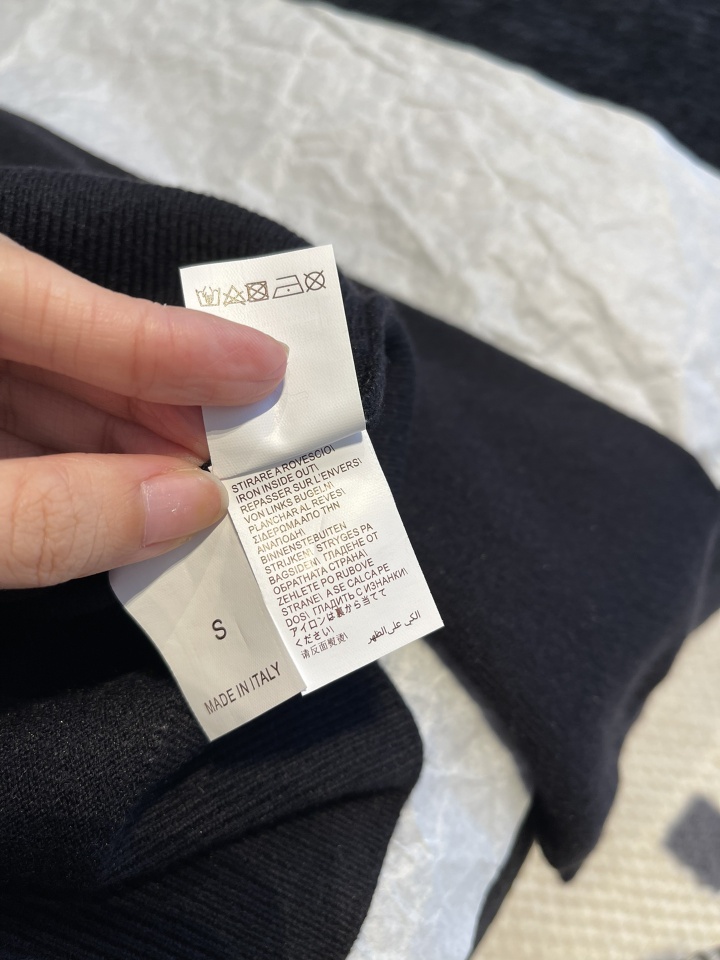 STIRARE A ROVESCIO\
IRON INSIDE OUT\
REPASSER SUR L'ENVERS\
VON LINKS BUGELN\
PLANCHAR AL REVES\
ΣΙΔΕΡΩΜΑ ΑΠΟ ΤΗΝ
ΑΝΑΠΟΔΗ\
BINNENSTEBUITEN
STRIJKEN\ STRYGES PA
BAGSIDEN\ ГЛАДЕНЕ ОТ
ОБРАТНАТА СТРАНА\
ZEHLETE PO RUBOVE
STRANE\ A SE CALCA PE
DOS\ ГЛАДИТЬ С ИЗНАНКИ\
アイロンは裏から当てて
ください\
请反面熨烫\
الكي على الظهر
S
MADE IN ITALY